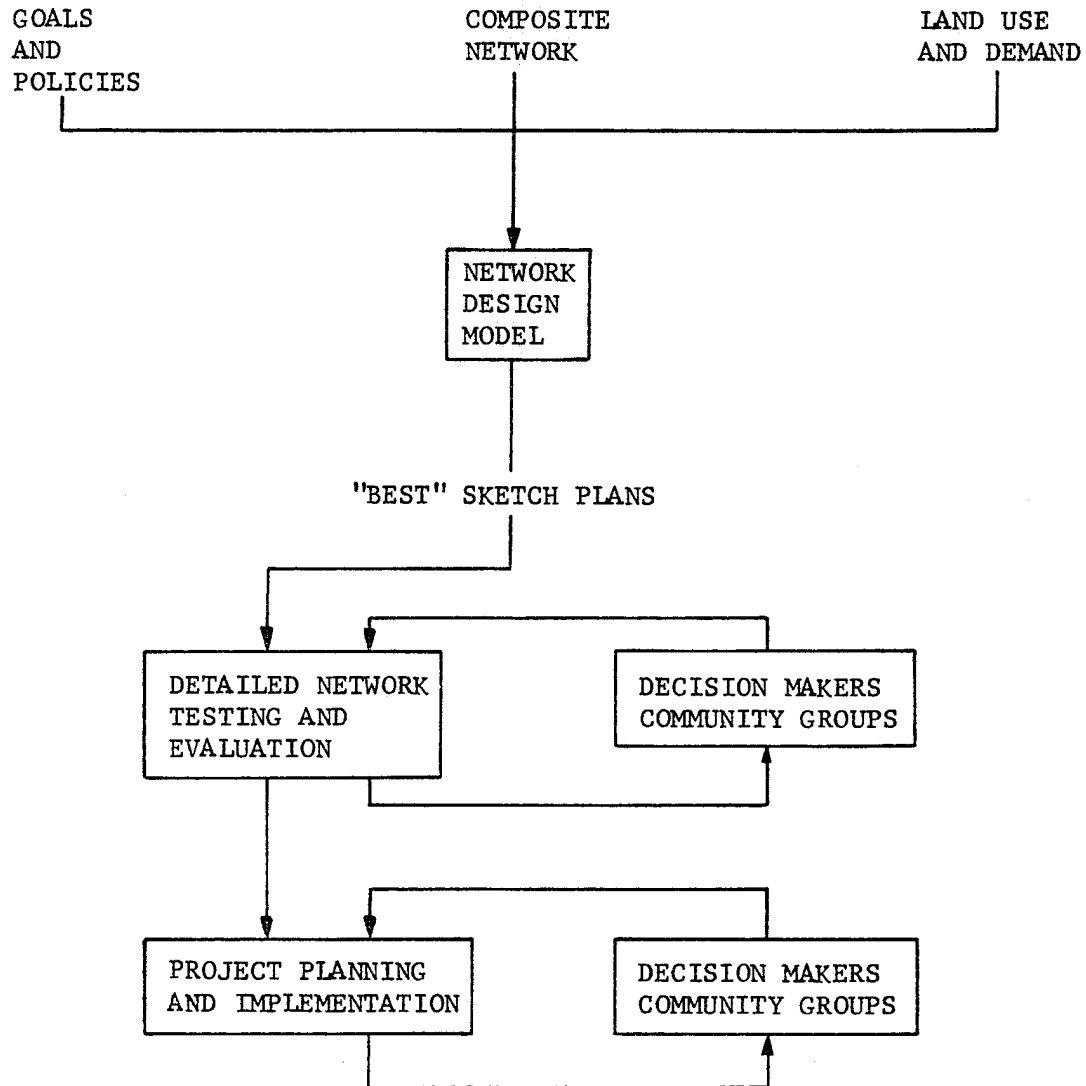 GOALS
AND
POLICIES
COMPOSITE
NETWORK
LAND USE
AND DEMAND
NETWORK
DESIGN
MODEL
"BEST" SKETCH PLANS
DETAILED NETWORK
TESTING AND
EVALUATION
DECISION MAKERS
COMMUNITY GROUPS
PROJECT PLANNING
AND IMPLEMENTATION
DECISION MAKERS
COMMUNITY GROUPS